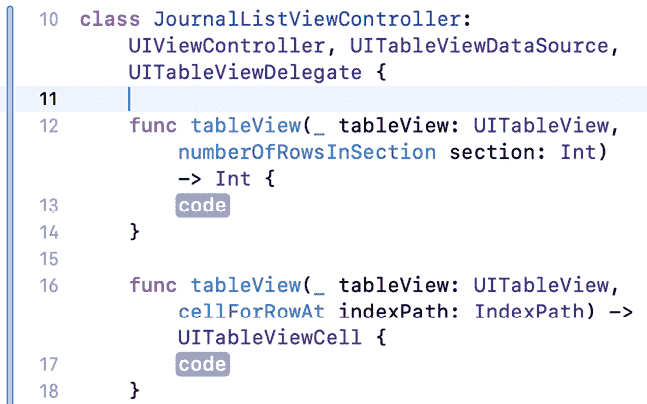 10 class JournalListViewController:
UIViewController, UITableViewDataSource,
UITableViewDelegate {
11
12 func tableView(_ tableView: UITableView,
numberOfRowsInSection section: Int)
-> Int {
13 code
14 }
15
16 func tableView(_ tableView: UITableView,
cellForRowAt indexPath: IndexPath) ->
UITableViewCell {
17 code
18 }